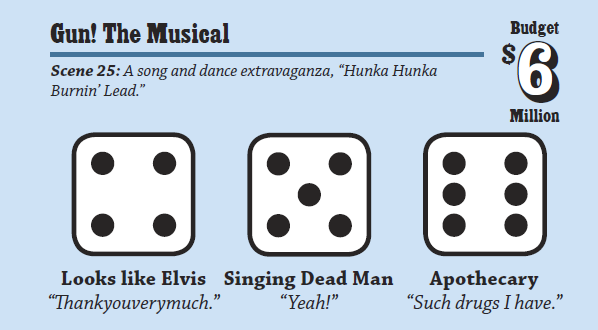 Gun! The Musical
Budget
$6
Million
Scene 25: A song and dance extravaganza, “Hunka Hunka
Burnin’ Lead.”
Looks like Elvis
“Thankyouverymuch.”
Singing Dead Man
“Yeah!”
Apothecary
“Such drugs I have.”